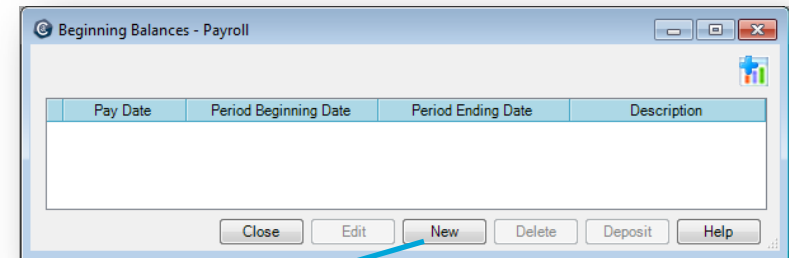 Beginning Balances - Payroll
Pay Date Period Beginning Date Period Ending Date Description
Close Edit New Delete Deposit Help